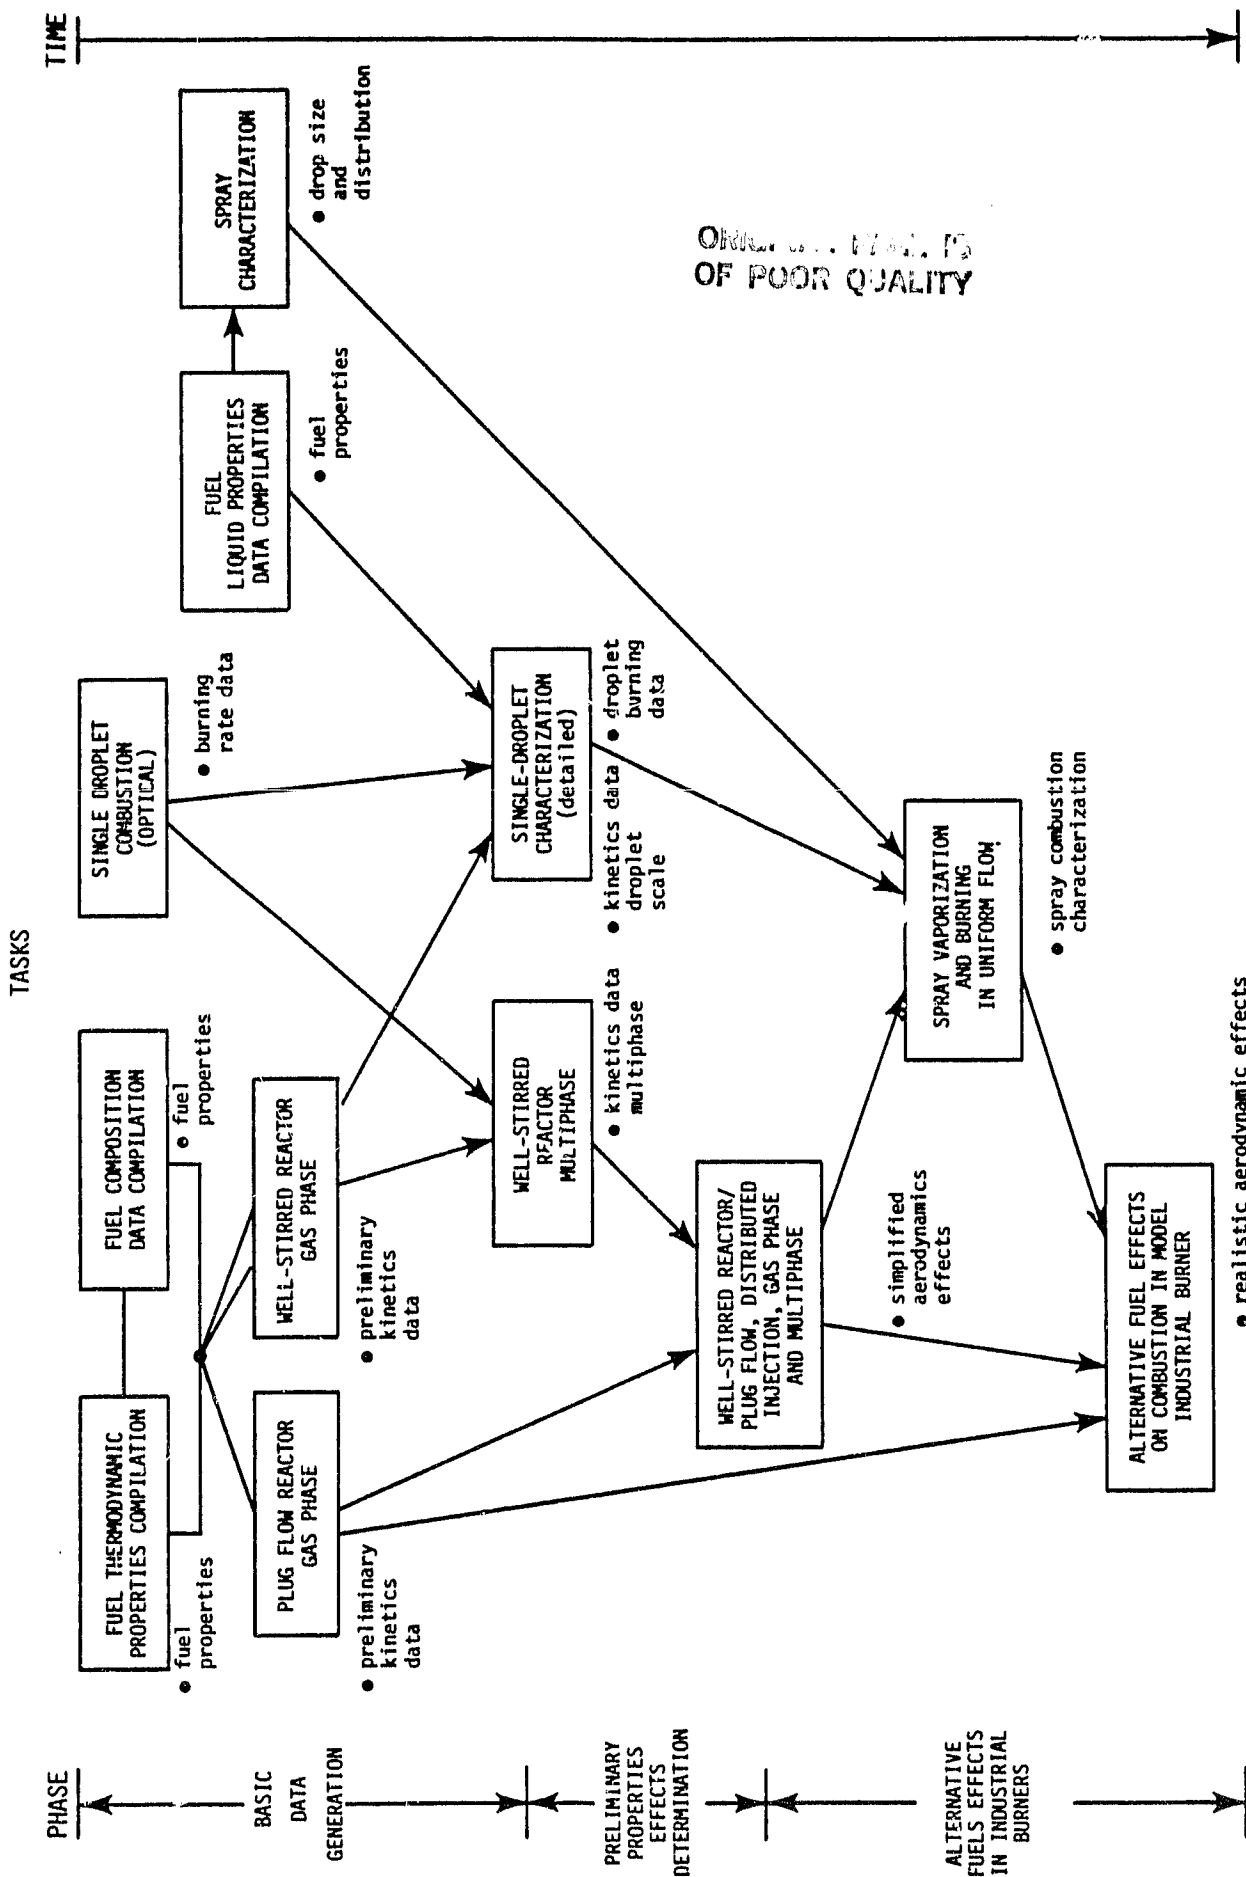 TASKS
PHASE
TIME
BASIC
DATA
GENERATION
PRELIMINARY
PROPERTIES
EFFECTS
DETERMINATION
ALTERNATIVE
FUELS EFFECTS
IN INDUSTRIAL
BURNERS
FUEL THERMODYNAMIC
PROPERTIES COMPILATION
● fuel
properties
FUEL COMPOSITION
DATA COMPILATION
● fuel
properties
SINGLE DROPLET
COMBUSTION
(OPTICAL)
● burning
rate data
FUEL
LIQUID PROPERTIES
DATA COMPILATION
● fuel
properties
SPRAY
CHARACTERIZATION
● drop size
and
distribution
PLUG FLOW REACTOR
GAS PHASE
● preliminary
kinetics
data
WELL-STIRRED REACTOR
GAS PHASE
● preliminary
kinetics
data
WELL-STIRRED
REACTOR
MULTIPHASE
● kinetics data
multiphase
SINGLE-DROPLET
CHARACTERIZATION
(detailed)
● kinetics data
droplet
scale
● droplet
burning
data
WELL-STIRRED REACTOR/
PLUG FLOW, DISTRIBUTED
INJECTION, GAS PHASE
AND MULTIPHASE
● simplified
aerodynamics
effects
SPRAY VAPORIZATION
AND BURNING
IN UNIFORM FLOW
● spray combustion
characterization
ALTERNATIVE FUEL EFFECTS
ON COMBUSTION IN MODEL
INDUSTRIAL BURNER
● realistic aerodynamic effects
OF POOR QUALITY